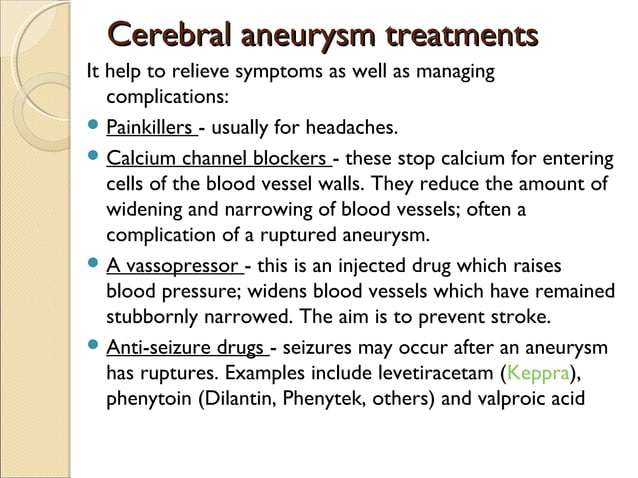 Cerebral aneurysm treatments
It help to relieve symptoms as well as managing
complications:
Painkillers - usually for headaches.
Calcium channel blockers - these stop calcium for entering
cells of the blood vessel walls. They reduce the amount of
widening and narrowing of blood vessels; often a
complication of a ruptured aneurysm.
A vassopressor - this is an injected drug which raises
blood pressure; widens blood vessels which have remained
stubbornly narrowed. The aim is to prevent stroke.
Anti-seizure drugs - seizures may occur after an aneurysm
has ruptures. Examples include levetiracetam (Keppra),
phenytoin (Dilantin, Phenytek, others) and valproic acid